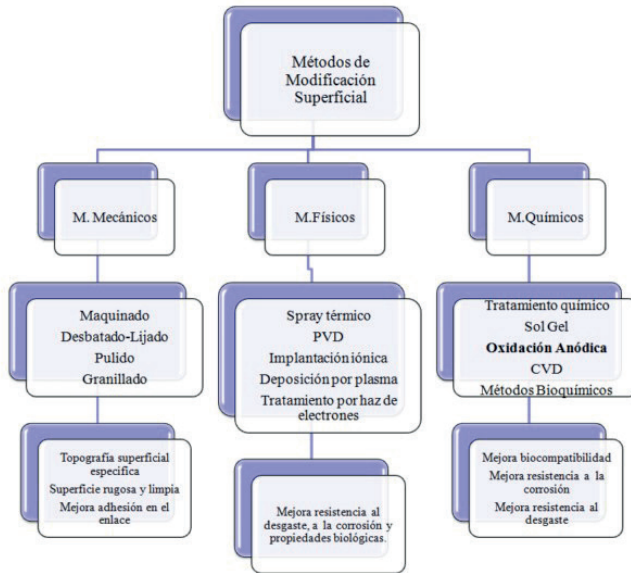 Métodos de
Modificación
Superficial
M. Mecánicos
M.Físicos
M.Químicos
Maquinado
Desbatado-Lijado
Pulido
Granillado
Spray térmico
PVD
Implantación iónica
Deposición por plasma
Tratamiento por haz de
electrones
Tratamiento químico
Sol Gel
Oxidación Anódica
CVD
Métodos Bioquímicos
Topografía superficial
especifica
Superficie rugosa y limpia
Mejora adhesión en el
enlace
Mejora resistencia al
desgaste, a la corrosión y
propiedades biológicas.
Mejora biocompatibilidad
Mejora resistencia a la
corrosión
Mejora resistencia al
desgaste